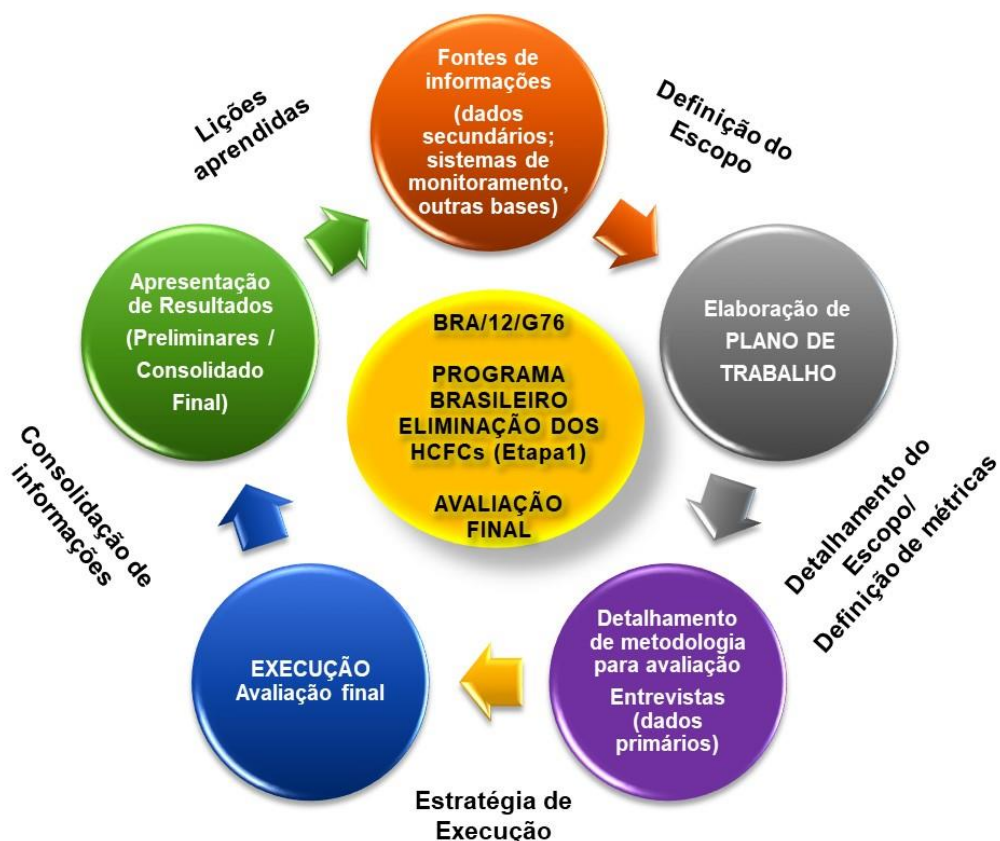 Fontes de
informações
(dados
secundários;
sistemas de
monitoramento,
outras bases)
Definição do
Escopo
Elaboração de
PLANO DE
TRABALHO
Detalhamento do
Escopo/
Definição de métricas
Detalhamento
de metodologia
para avaliação
Entrevistas
(dados
primários)
Estratégia de
Execução
EXECUÇÃO
Avaliação final
Consolidação de
informações
Apresentação
de Resultados
(Preliminares /
Consolidado
Final)
Lições
aprendidas
BRA/12/G76
PROGRAMA
BRASILEIRO
ELIMINAÇÃO DOS
HCFCs (Etapa1)
AVALIAÇÃO
FINAL